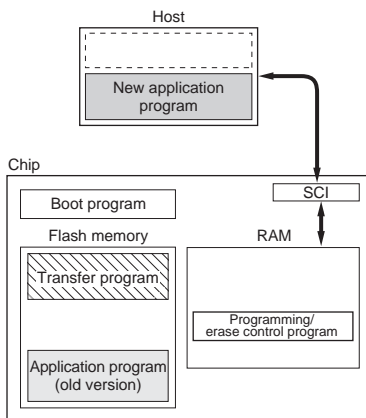 Host
New application
program
Chip
SCI
Boot program
Flash memory
RAM
Transfer program
Programming/
erase control program
Application program
(old version)